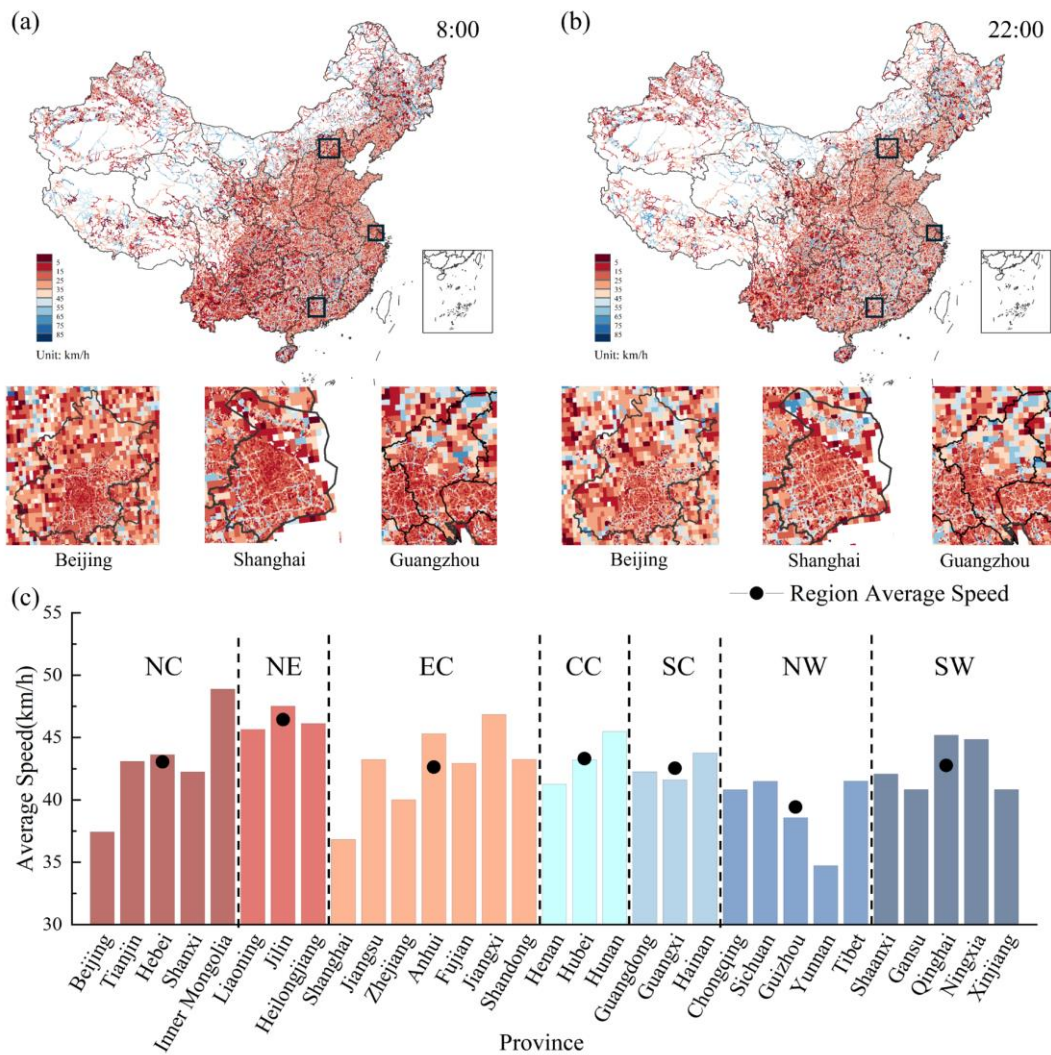 (a)
8:00
5
15
25
35
45
55
65
75
85
Unit: km/h
Beijing
Shanghai
Guangzhou
(b)
22:00
5
15
25
35
45
55
65
75
85
Unit: km/h
Beijing
Shanghai
Guangzhou
(c)
Region Average Speed
Average Speed(km/h)
55
50
45
40
35
30
NC
NE
EC
CC
SC
NW
SW
Beijing
Tianjin
Hebei
Shanxi
Inner Mongolia
Liaoning
Jilin
Heilongjiang
Shanghai
Jiangsu
Zhejiang
Anhui
Fujian
Jiangxi
Shandong
Henan
Hubei
Hunan
Guangdong
Guangxi
Hainan
Chongqing
Sichuan
Guizhou
Yunnan
Tibet
Shaanxi
Gansu
Qinghai
Ningxia
Xinjiang
Province